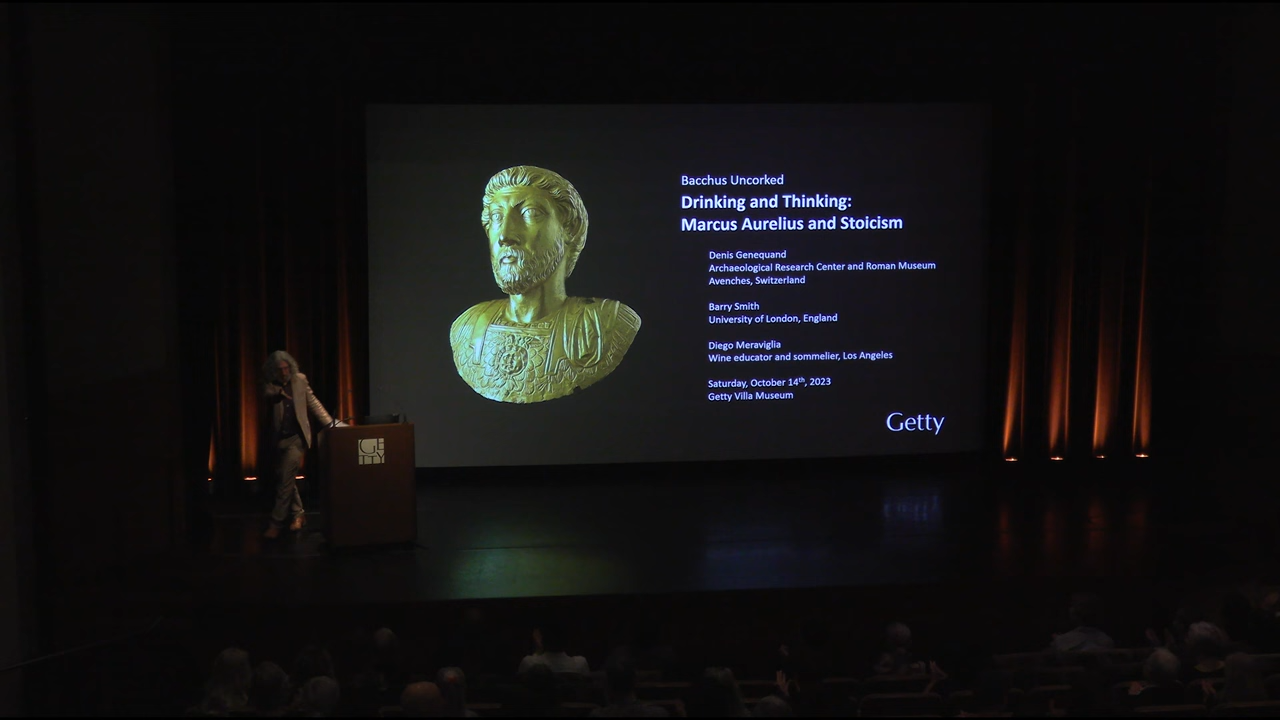 Bacchus Uncorked
Drinking and Thinking:
Marcus Aurelius and Stoicism
Denis Genequand
Archaeological Research Center and Roman Museum
Avenches, Switzerland
Barry Smith
University of London, England
Diego Meraviglia
Wine educator and sommelier, Los Angeles
Saturday, October 14th, 2023
Getty Villa Museum
Getty
GE
TTY